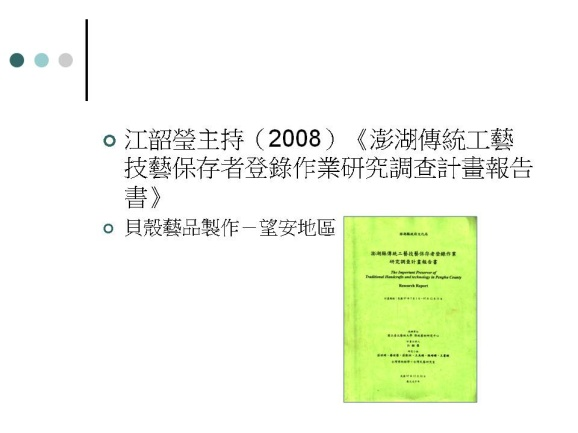 江韶瑩主持（2008）《澎湖傳統工藝
技藝保存者登錄作業研究調查計畫報告
書》
貝殼藝品製作－望安地區
澎湖縣傳統工藝技藝保存者登錄作業
研究調查計畫報告書
The Important Preserver of
Traditional Handcrafts and technology in Penghu County
Research Report